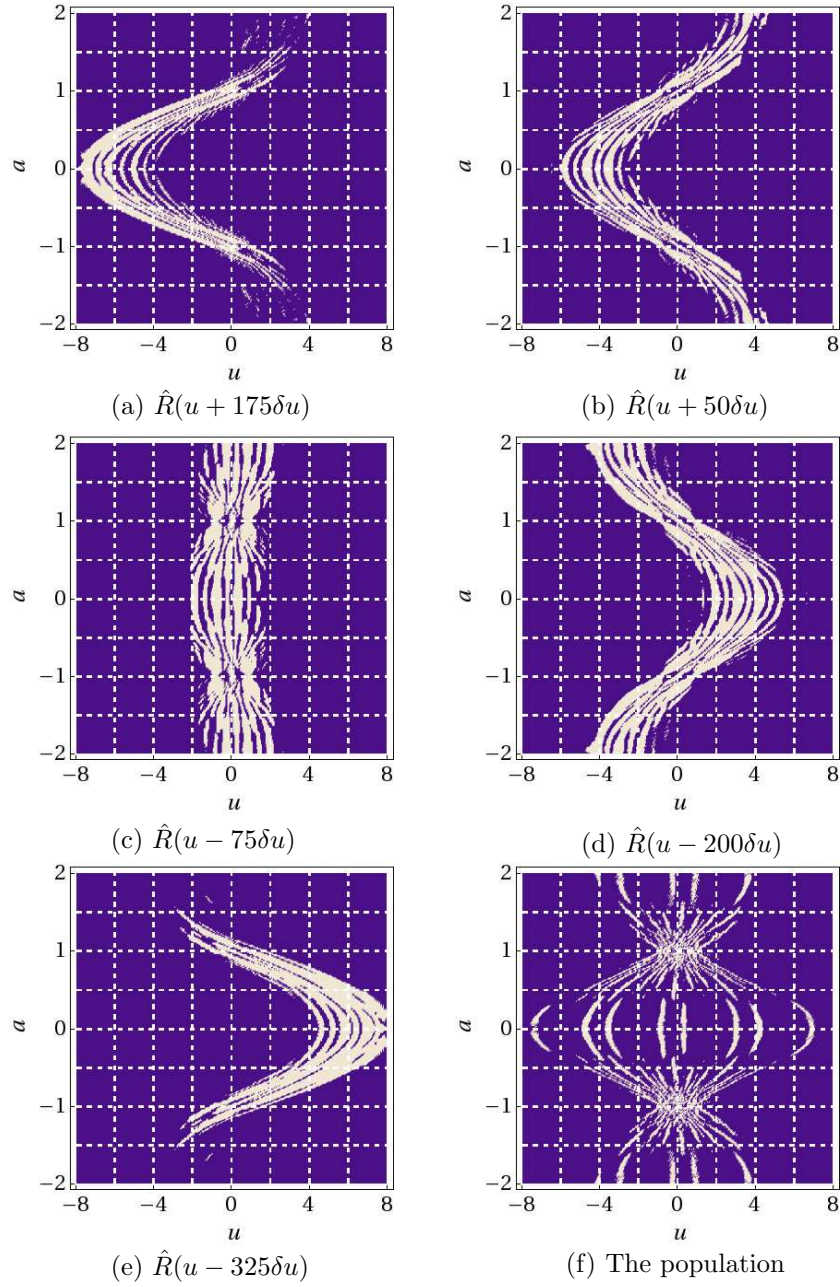 2
2
1
1
a
0
a
0
−1
−1
−2
−2
−8 −4 0 4 8
−8 −4 0 4 8
u
u
(a) R̂(u + 175δu)
(b) R̂(u + 50δu)
2
2
1
1
a
0
a
0
−1
−1
−2
−2
−8 −4 0 4 8
−8 −4 0 4 8
u
u
(c) R̂(u − 75δu)
(d) R̂(u − 200δu)
2
2
1
1
a
0
a
0
−1
−1
−2
−2
−8 −4 0 4 8
−8 −4 0 4 8
u
u
(e) R̂(u − 325δu)
(f) The population